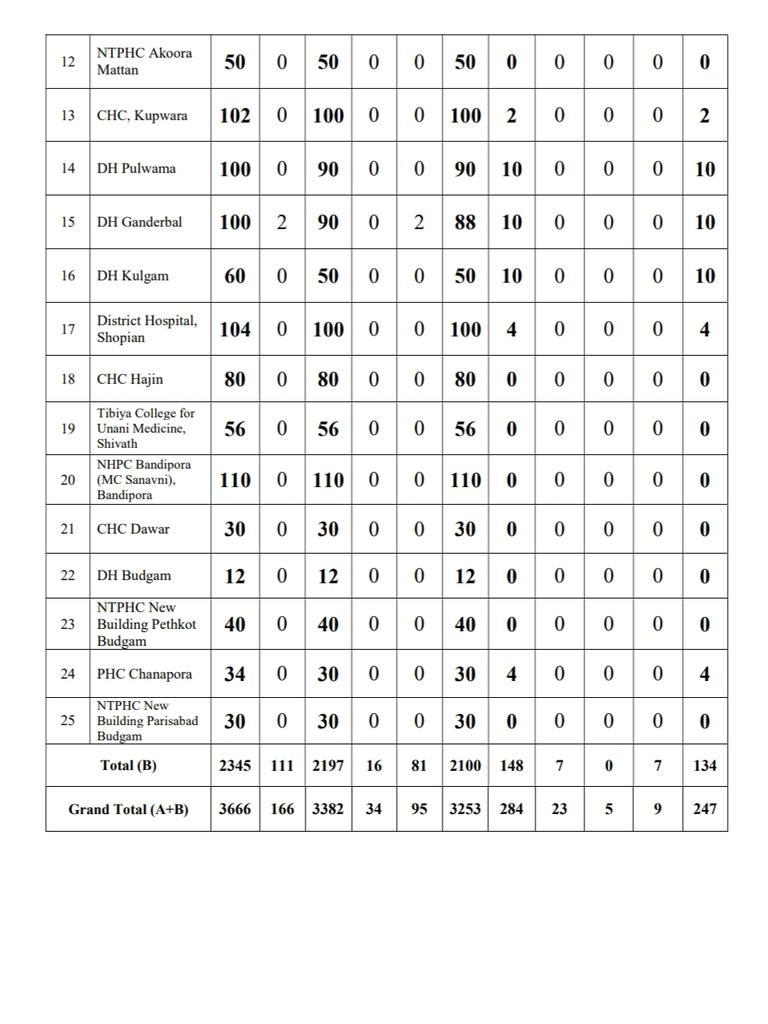 12 NTPHC Akoora Mattan 50 0 50 0 0 50 0 0 0 0 0
13 CHC, Kupwara 102 0 100 0 0 100 2 0 0 0 2
14 DH Pulwama 100 0 90 0 0 90 10 0 0 0 10
15 DH Ganderbal 100 2 90 0 2 88 10 0 0 0 10
16 DH Kulgam 60 0 50 0 0 50 10 0 0 0 10
17 District Hospital, Shopian 104 0 100 0 0 100 4 0 0 0 4
18 CHC Hajin 80 0 80 0 0 80 0 0 0 0 0
19 Tibiya College for Unani Medicine, Shivath 56 0 56 0 0 56 0 0 0 0 0
20 NHPC Bandipora (MC Sanavni), Bandipora 110 0 110 0 0 110 0 0 0 0 0
21 CHC Dawar 30 0 30 0 0 30 0 0 0 0 0
22 DH Budgam 12 0 12 0 0 12 0 0 0 0 0
23 NTPHC New Building Pethkot Budgam 40 0 40 0 0 40 0 0 0 0 0
24 PHC Chanapora 34 0 30 0 0 30 4 0 0 0 4
25 NTPHC New Building Parisabad Budgam 30 0 30 0 0 30 0 0 0 0 0
Total (B) 2345 111 2197 16 81 2100 148 7 0 7 134
Grand Total (A+B) 3666 166 3382 34 95 3253 284 23 5 9 247